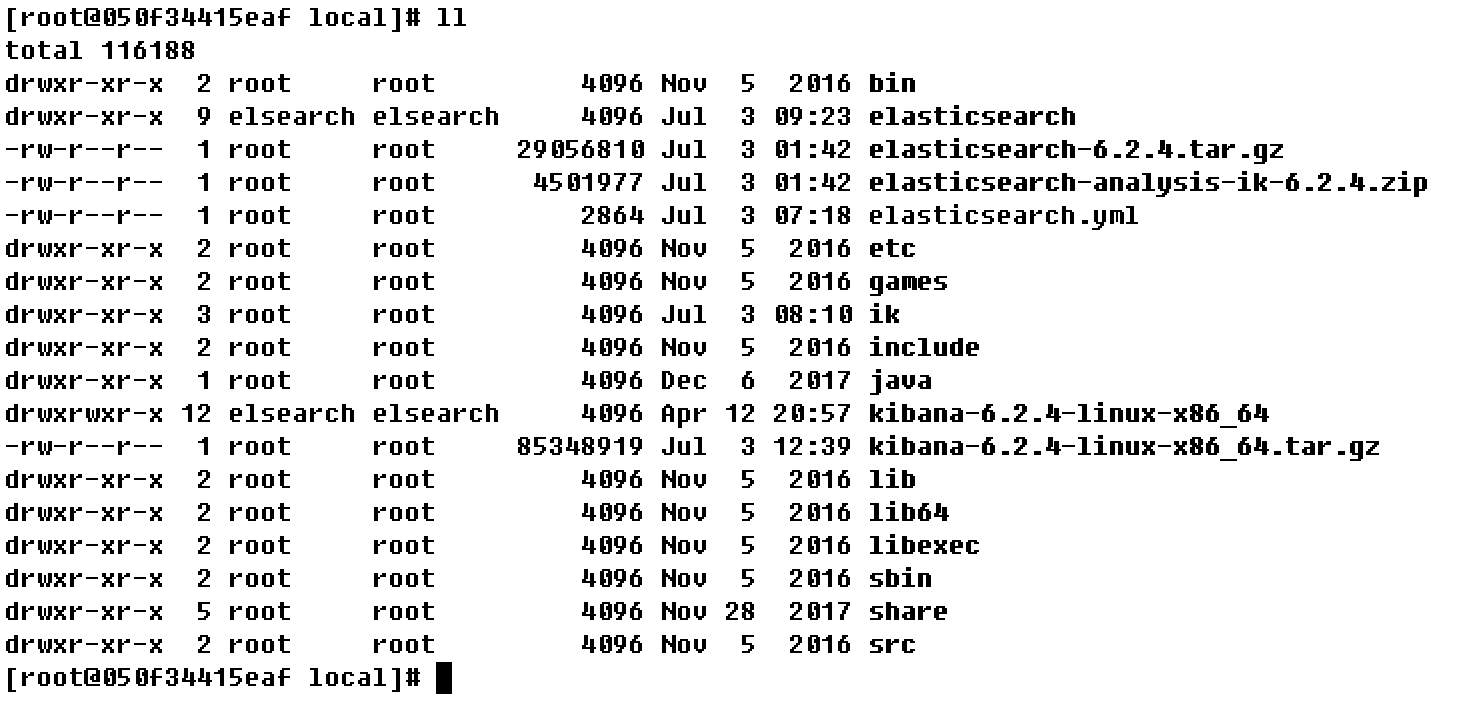 [root@050f34415eaf local]# ll
total 116188
drwxr-xr-x  2 root     root         4096 Nov  5  2016 bin
drwxr-xr-x  9 elsearch elsearch     4096 Jul  3 09:23 elasticsearch
-rw-r--r--  1 root     root     29056810 Jul  3 01:42 elasticsearch-6.2.4.tar.gz
-rw-r--r--  1 root     root      4501977 Jul  3 01:42 elasticsearch-analysis-ik-6.2.4.zip
-rw-r--r--  1 root     root         2864 Jul  3 07:18 elasticsearch.yml
drwxr-xr-x  2 root     root         4096 Nov  5  2016 etc
drwxr-xr-x  2 root     root         4096 Nov  5  2016 games
drwxr-xr-x  3 root     root         4096 Jul  3 08:10 ik
drwxr-xr-x  2 root     root         4096 Nov  5  2016 include
drwxr-xr-x  1 root     root         4096 Dec  6  2017 java
drwxrwxr-x 12 elsearch elsearch     4096 Apr 12 20:57 kibana-6.2.4-linux-x86_64
-rw-r--r--  1 root     root     85348919 Jul  3 12:39 kibana-6.2.4-linux-x86_64.tar.gz
drwxr-xr-x  2 root     root         4096 Nov  5  2016 lib
drwxr-xr-x  2 root     root         4096 Nov  5  2016 lib64
drwxr-xr-x  2 root     root         4096 Nov  5  2016 libexec
drwxr-xr-x  2 root     root         4096 Nov  5  2016 sbin
drwxr-xr-x  5 root     root         4096 Nov 28  2017 share
drwxr-xr-x  2 root     root         4096 Nov  5  2016 src
[root@050f34415eaf local]#